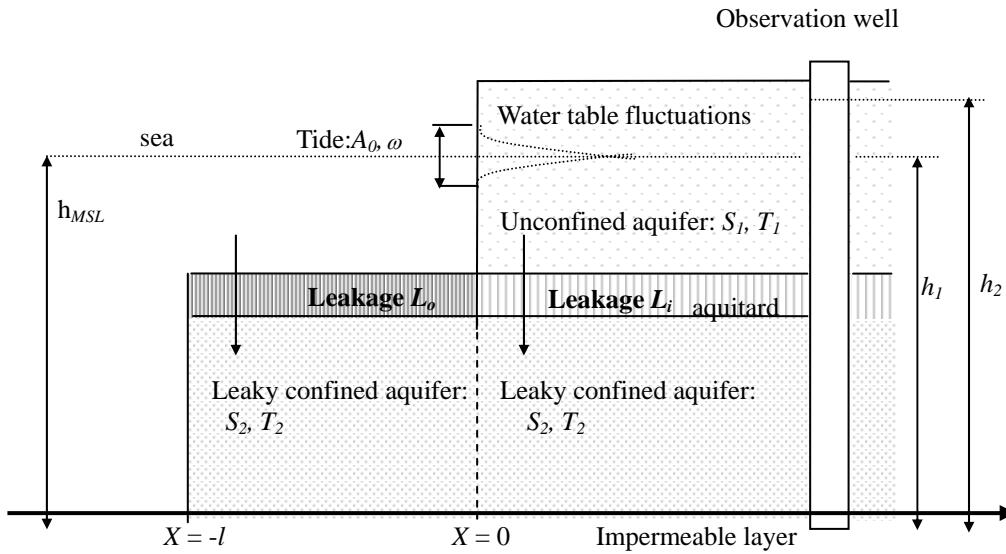 Observation well
Water table fluctuations
sea
Tide:A₀, ω
h_MSL
Unconfined aquifer: S₁, T₁
Leakage Lₒ
Leakage Lᵢ
aquitard
h₁
h₂
Leaky confined aquifer:
S₂, T₂
Leaky confined aquifer:
S₂, T₂
X = -l
X = 0
Impermeable layer